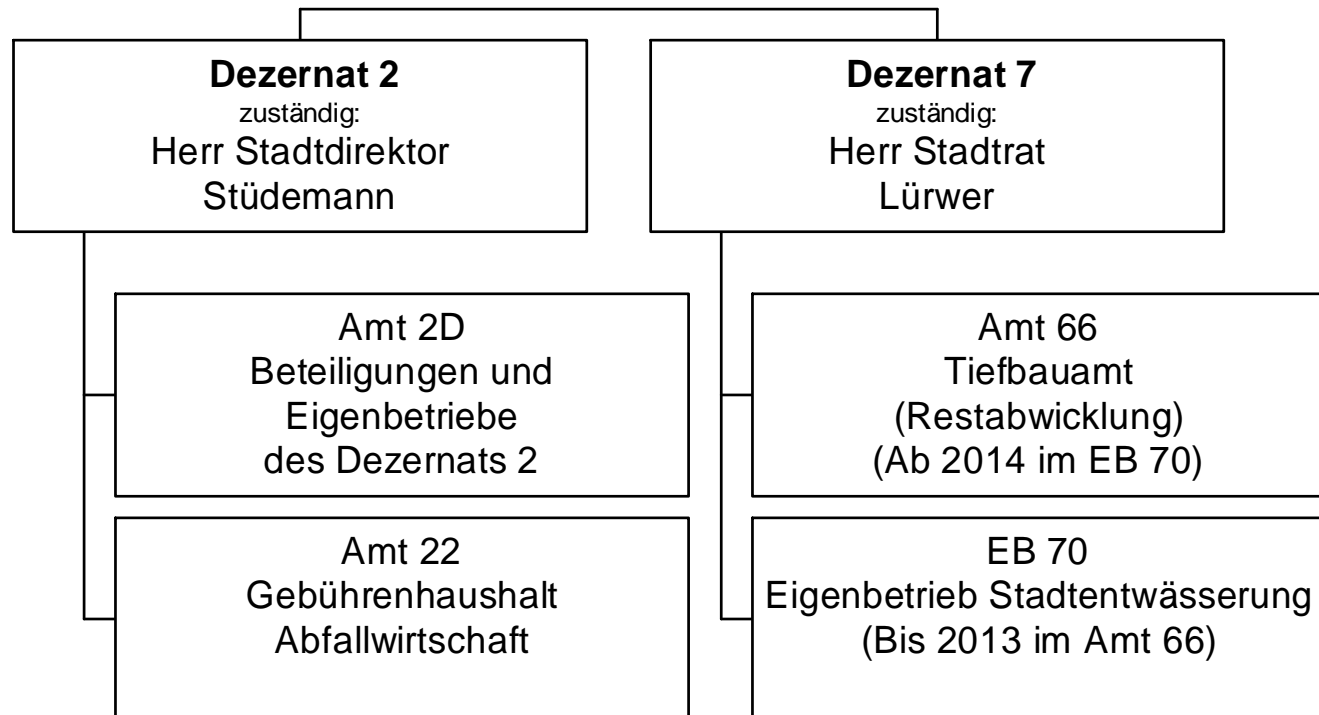 Dezernat 2
zuständig:
Herr Stadtdirektor
Stüdemann
Dezernat 7
zuständig:
Herr Stadtrat
Lürwer
Amt 2D
Beteiligungen und
Eigenbetriebe
des Dezernats 2
Amt 66
Tiefbauamt
(Restabwicklung)
(Ab 2014 im EB 70)
Amt 22
Gebührenhaushalt
Abfallwirtschaft
EB 70
Eigenbetrieb Stadtentwässerung
(Bis 2013 im Amt 66)